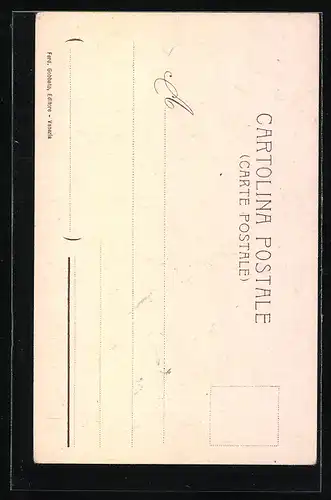 CARTOLINA POSTALE
(CARTE POSTALE)
A
Ferd. Gobbato, Editore - Venezia